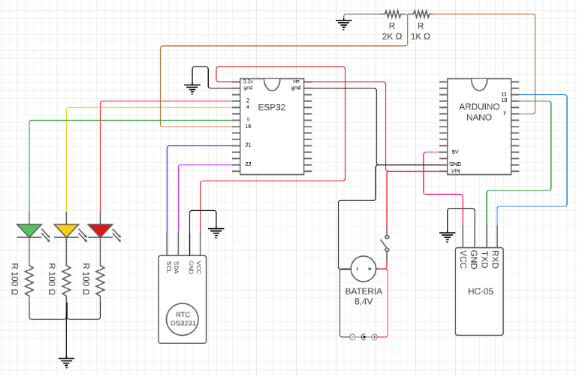 R
2K Ω
R
1K Ω
3.3v
gnd
vin
gnd
ESP32
2
4
5
18
21
22
ARDUINO
NANO
11
10
7
5V
GND
VIN
R 100 Ω
R 100 Ω
R 100 Ω
SCL
SDA
GND
VCC
RTC
DS3231
BATERIA
8,4V
VCC
GND
TXD
RXD
HC-05